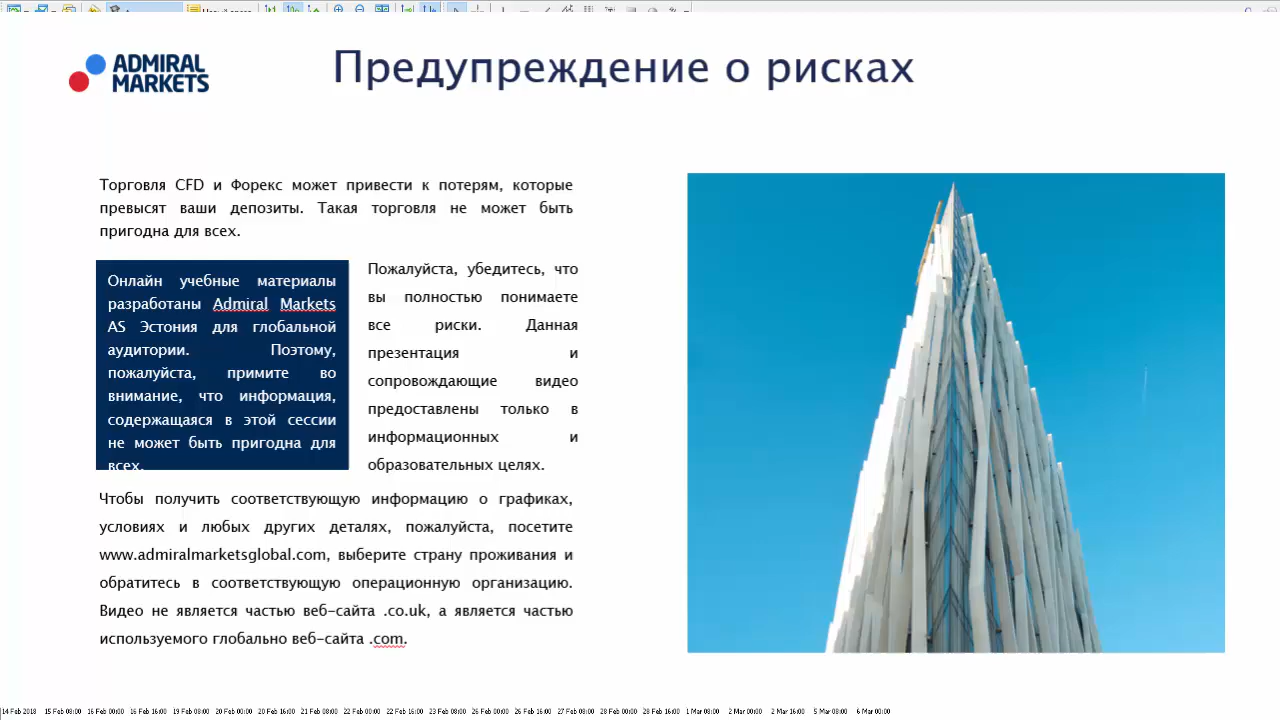 ADMIRAL
MARKETS
Предупреждение о рисках
Торговля CFD и Форекс может привести к потерям, которые
превысят ваши депозиты. Такая торговля не может быть
пригодна для всех.
Онлайн учебные материалы
разработаны Admiral Markets
AS Эстония для глобальной
аудитории. Поэтому,
пожалуйста, примите во
внимание, что информация,
содержащаяся в этой сессии
не может быть пригодна для
всех.
Пожалуйста, убедитесь, что
вы полностью понимаете
все риски. Данная
презентация и
сопровождающие видео
предоставлены только в
информационных и
образовательных целях.
Чтобы получить соответствующую информацию о графиках,
условиях и любых других деталях, пожалуйста, посетите
www.admiralmarketsglobal.com, выберите страну проживания и
обратитесь в соответствующую операционную организацию.
Видео не является частью веб-сайта .co.uk, а является частью
используемого глобально веб-сайта .com.
14 Feb 2018 15 Feb 08:00 16 Feb 00:00 16 Feb 16:00 19 Feb 08:00 20 Feb 00:00 20 Feb 16:00 21 Feb 08:00 22 Feb 00:00 22 Feb 16:00 23 Feb 08:00 26 Feb 00:00 26 Feb 16:00 27 Feb 08:00 28 Feb 00:00 28 Feb 16:00 1 Mar 08:00 2 Mar 00:00 2 Mar 16:00 5 Mar 08:00 6 Mar 00:00